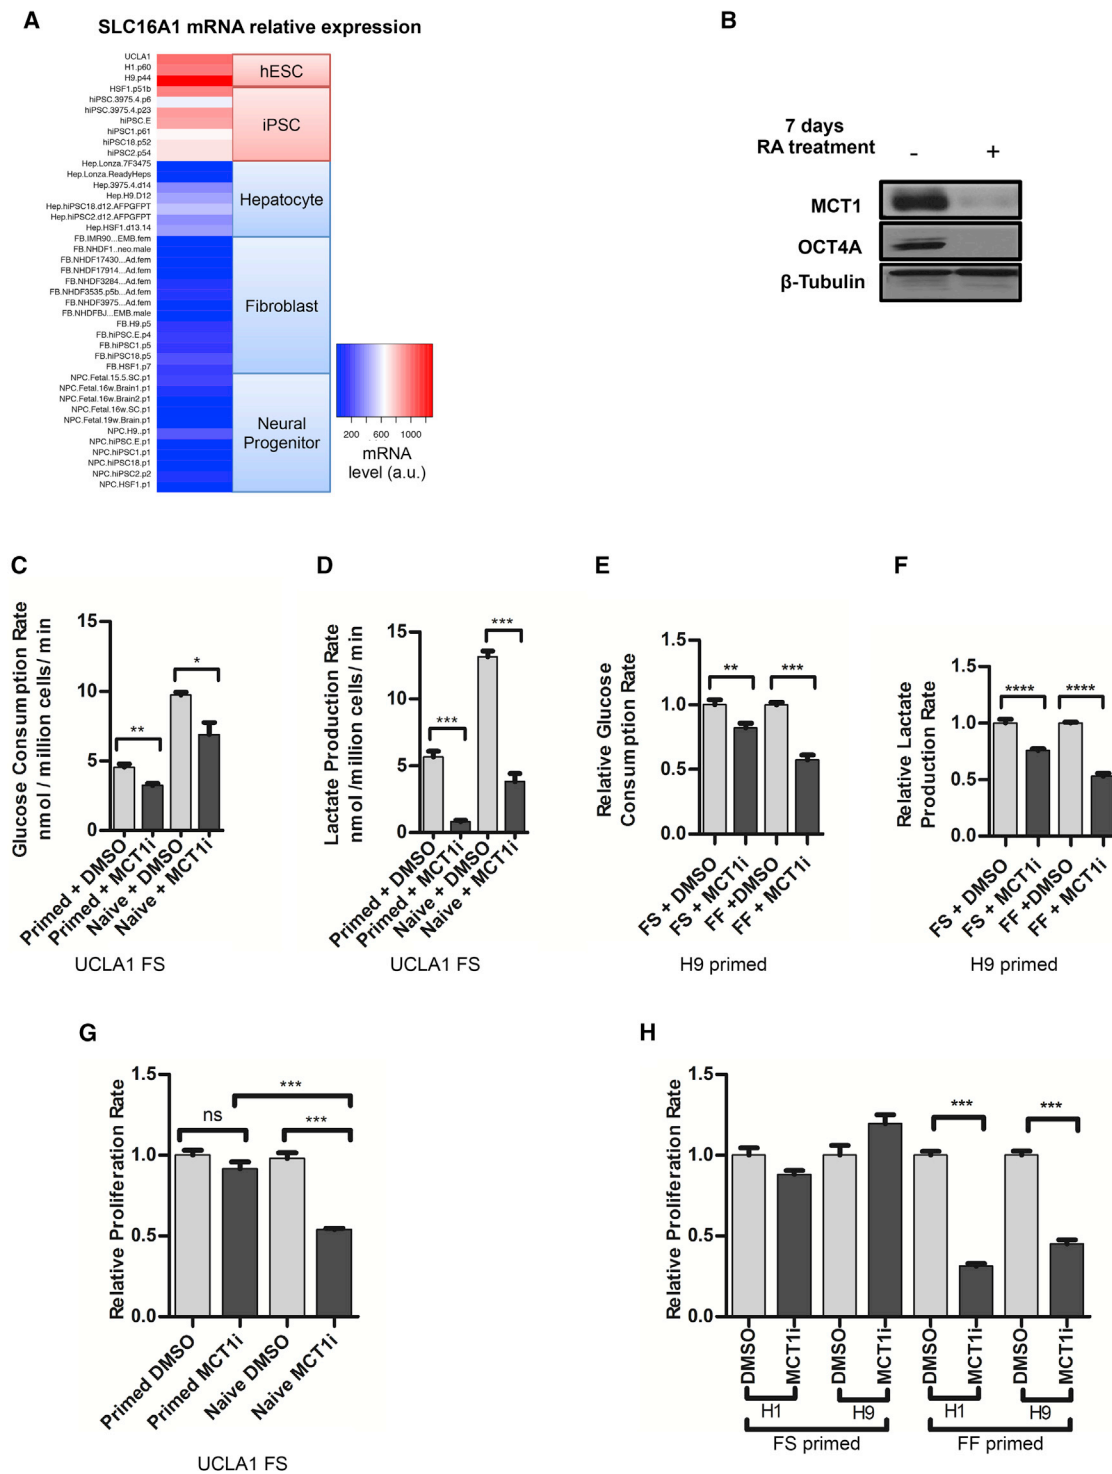 A
SLC16A1 mRNA relative expression
UCLA1
H1.p60
H9.p44
HSF1.p51b
hiPSC.3975.4.p6
hiPSC.3975.4.p23
hiPSC.E
hiPSC1.p61
hiPSC18.p52
hiPSC2.p54
Hep.Lonza.7F3475
Hep.Lonza.ReadyHeps
Hep.3975.4.d14
Hep.H9.D12
Hep.hiPSC18.d12.AFPGFPT
Hep.hiPSC2.d12.AFPGFPT
Hep.HSF1.d13.14
FB.IMR90...EMB.fem
FB.NHDF1..neo.male
FB.NHDF17430...Ad.fem
FB.NHDF17914...Ad.fem
FB.NHDF3284...Ad.fem
FB.NHDF3535.p5b...Ad.fem
FB.NHDF3975...Ad.fem
FB.NHDFBJ...EMB.male
FB.H9.p5
FB.hiPSC.E.p4
FB.hiPSC1.p5
FB.hiPSC18.p5
FB.HSF1.p7
NPC.Fetal.15.5.SC.p1
NPC.Fetal.16w.Brain1.p1
NPC.Fetal.16w.Brain2.p1
NPC.Fetal.16w.SC.p1
NPC.Fetal.19w.Brain.p1
NPC.H9..p1
NPC.hiPSC.E.p1
NPC.hiPSC1.p1
NPC.hiPSC18.p1
NPC.hiPSC2.p2
NPC.HSF1.p1
hESC
iPSC
Hepatocyte
Fibroblast
Neural
Progenitor
200 600 1000
mRNA
level (a.u.)
B
7 days
RA treatment
- +
MCT1
OCT4A
β-Tubulin
C
Glucose Consumption Rate
nmol / million cells/ min
15
10
5
0
**
*
Primed + DMSO
Primed + MCT1i
Naive + DMSO
Naive + MCT1i
UCLA1 FS
D
Lactate Production Rate
nmol /million cells/ min
15
10
5
0
***
***
Primed + DMSO
Primed + MCT1i
Naive + DMSO
Naive + MCT1i
UCLA1 FS
E
Relative Glucose
Consumption Rate
1.5
1.0
0.5
0.0
**
***
FS + DMSO
FS + MCT1i
FF +DMSO
FF + MCT1i
H9 primed
F
Relative Lactate
Production Rate
1.5
1.0
0.5
0.0
****
****
FS + DMSO
FS + MCT1i
FF + DMSO
FF + MCT1i
H9 primed
G
Relative Proliferation Rate
1.5
1.0
0.5
0.0
ns
***
***
Primed DMSO
Primed MCT1i
Naive DMSO
Naive MCT1i
UCLA1 FS
H
Relative Proliferation Rate
1.5
1.0
0.5
0.0
***
***
DMSO
MCT1i
DMSO
MCT1i
DMSO
MCT1i
DMSO
MCT1i
H1 H9 H1 H9
FS primed FF primed